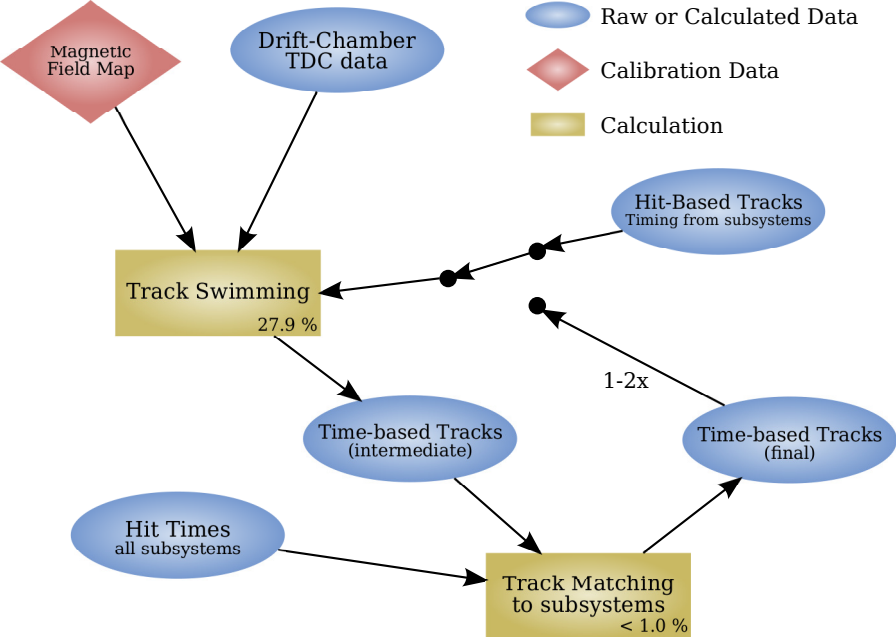 Magnetic
Field Map
Drift-Chamber
TDC data
Raw or Calculated Data
Calibration Data
Calculation
Hit-Based Tracks
Timing from subsystems
Track Swimming
27.9 %
1-2x
Time-based Tracks
(intermediate)
Time-based Tracks
(final)
Hit Times
all subsystems
Track Matching
to subsystems
< 1.0 %